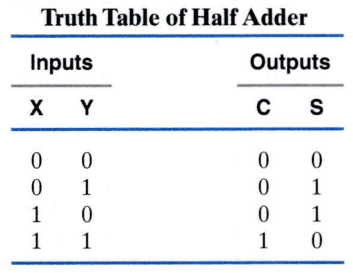 Truth Table of Half Adder
Inputs Outputs
X Y C S
0 0 0 0
0 1 0 1
1 0 0 1
1 1 1 0